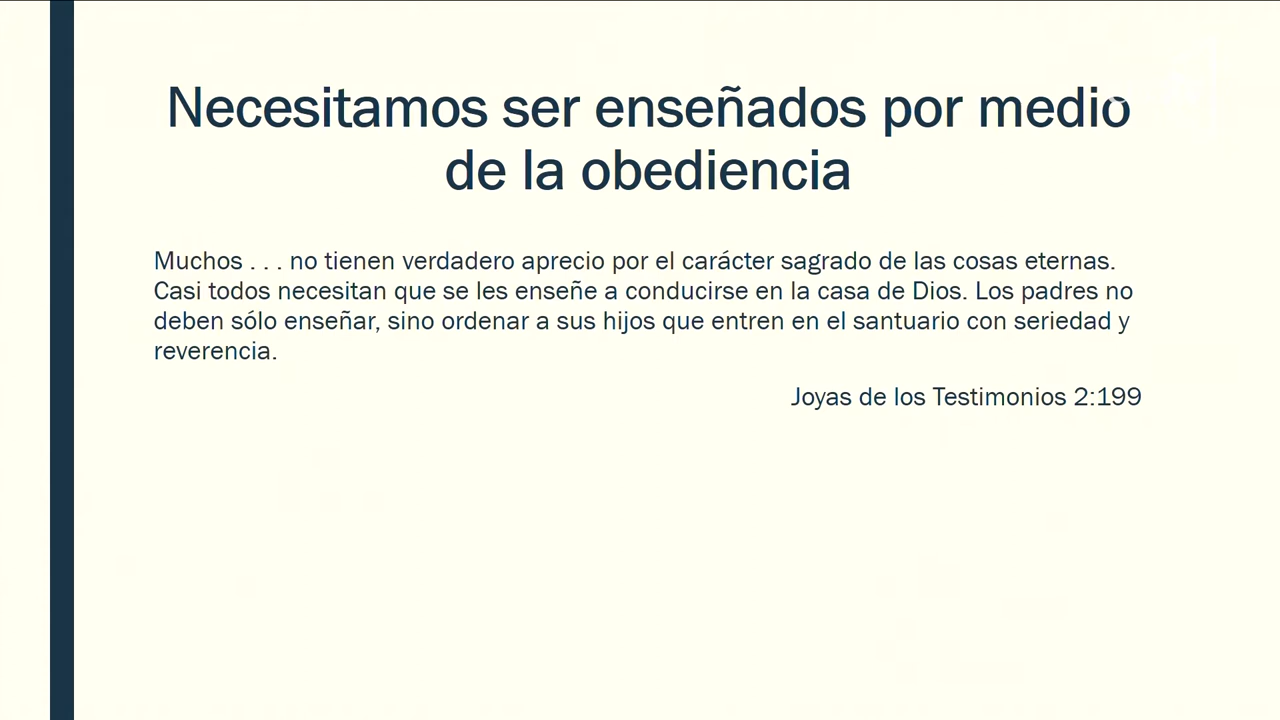 Necesitamos ser enseñados por medio
de la obediencia
Muchos . . . no tienen verdadero aprecio por el carácter sagrado de las cosas eternas.
Casi todos necesitan que se les enseñe a conducirse en la casa de Dios. Los padres no
deben sólo enseñar, sino ordenar a sus hijos que entren en el santuario con seriedad y
reverencia.
Joyas de los Testimonios 2:199